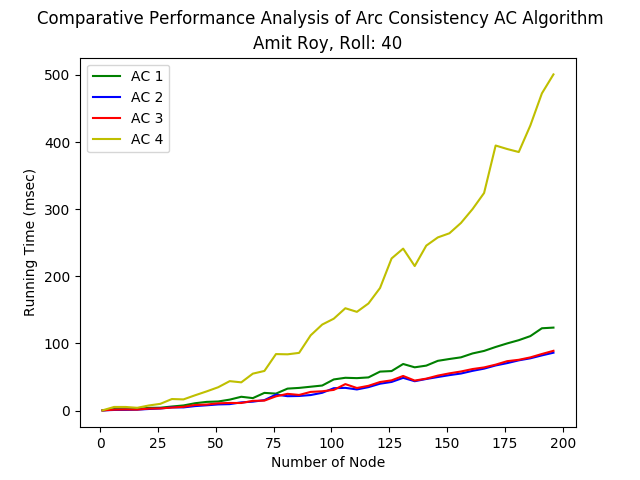 Comparative Performance Analysis of Arc Consistency AC Algorithm
Amit Roy, Roll: 40
AC 1
AC 2
AC 3
AC 4
Running Time (msec)
500
400
300
200
100
0
0 25 50 75 100 125 150 175 200
Number of Node